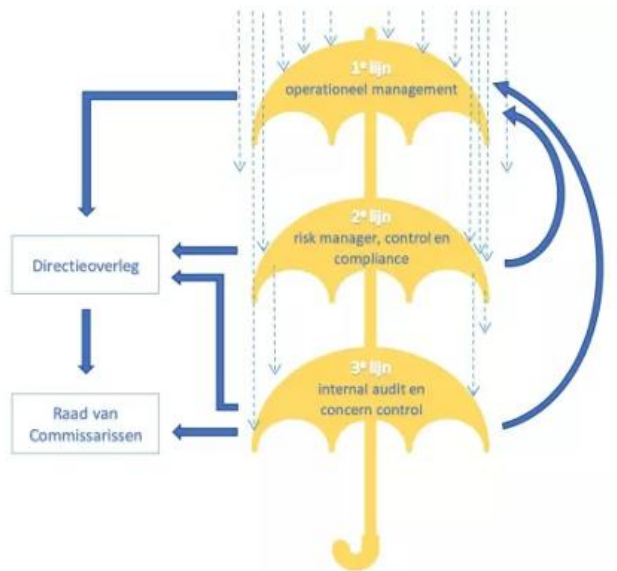 1e lijn
operationeel management
2e lijn
risk manager, control en
compliance
Directieoverleg
3e lijn
internal audit en
concern control
Raad van
Commissarissen